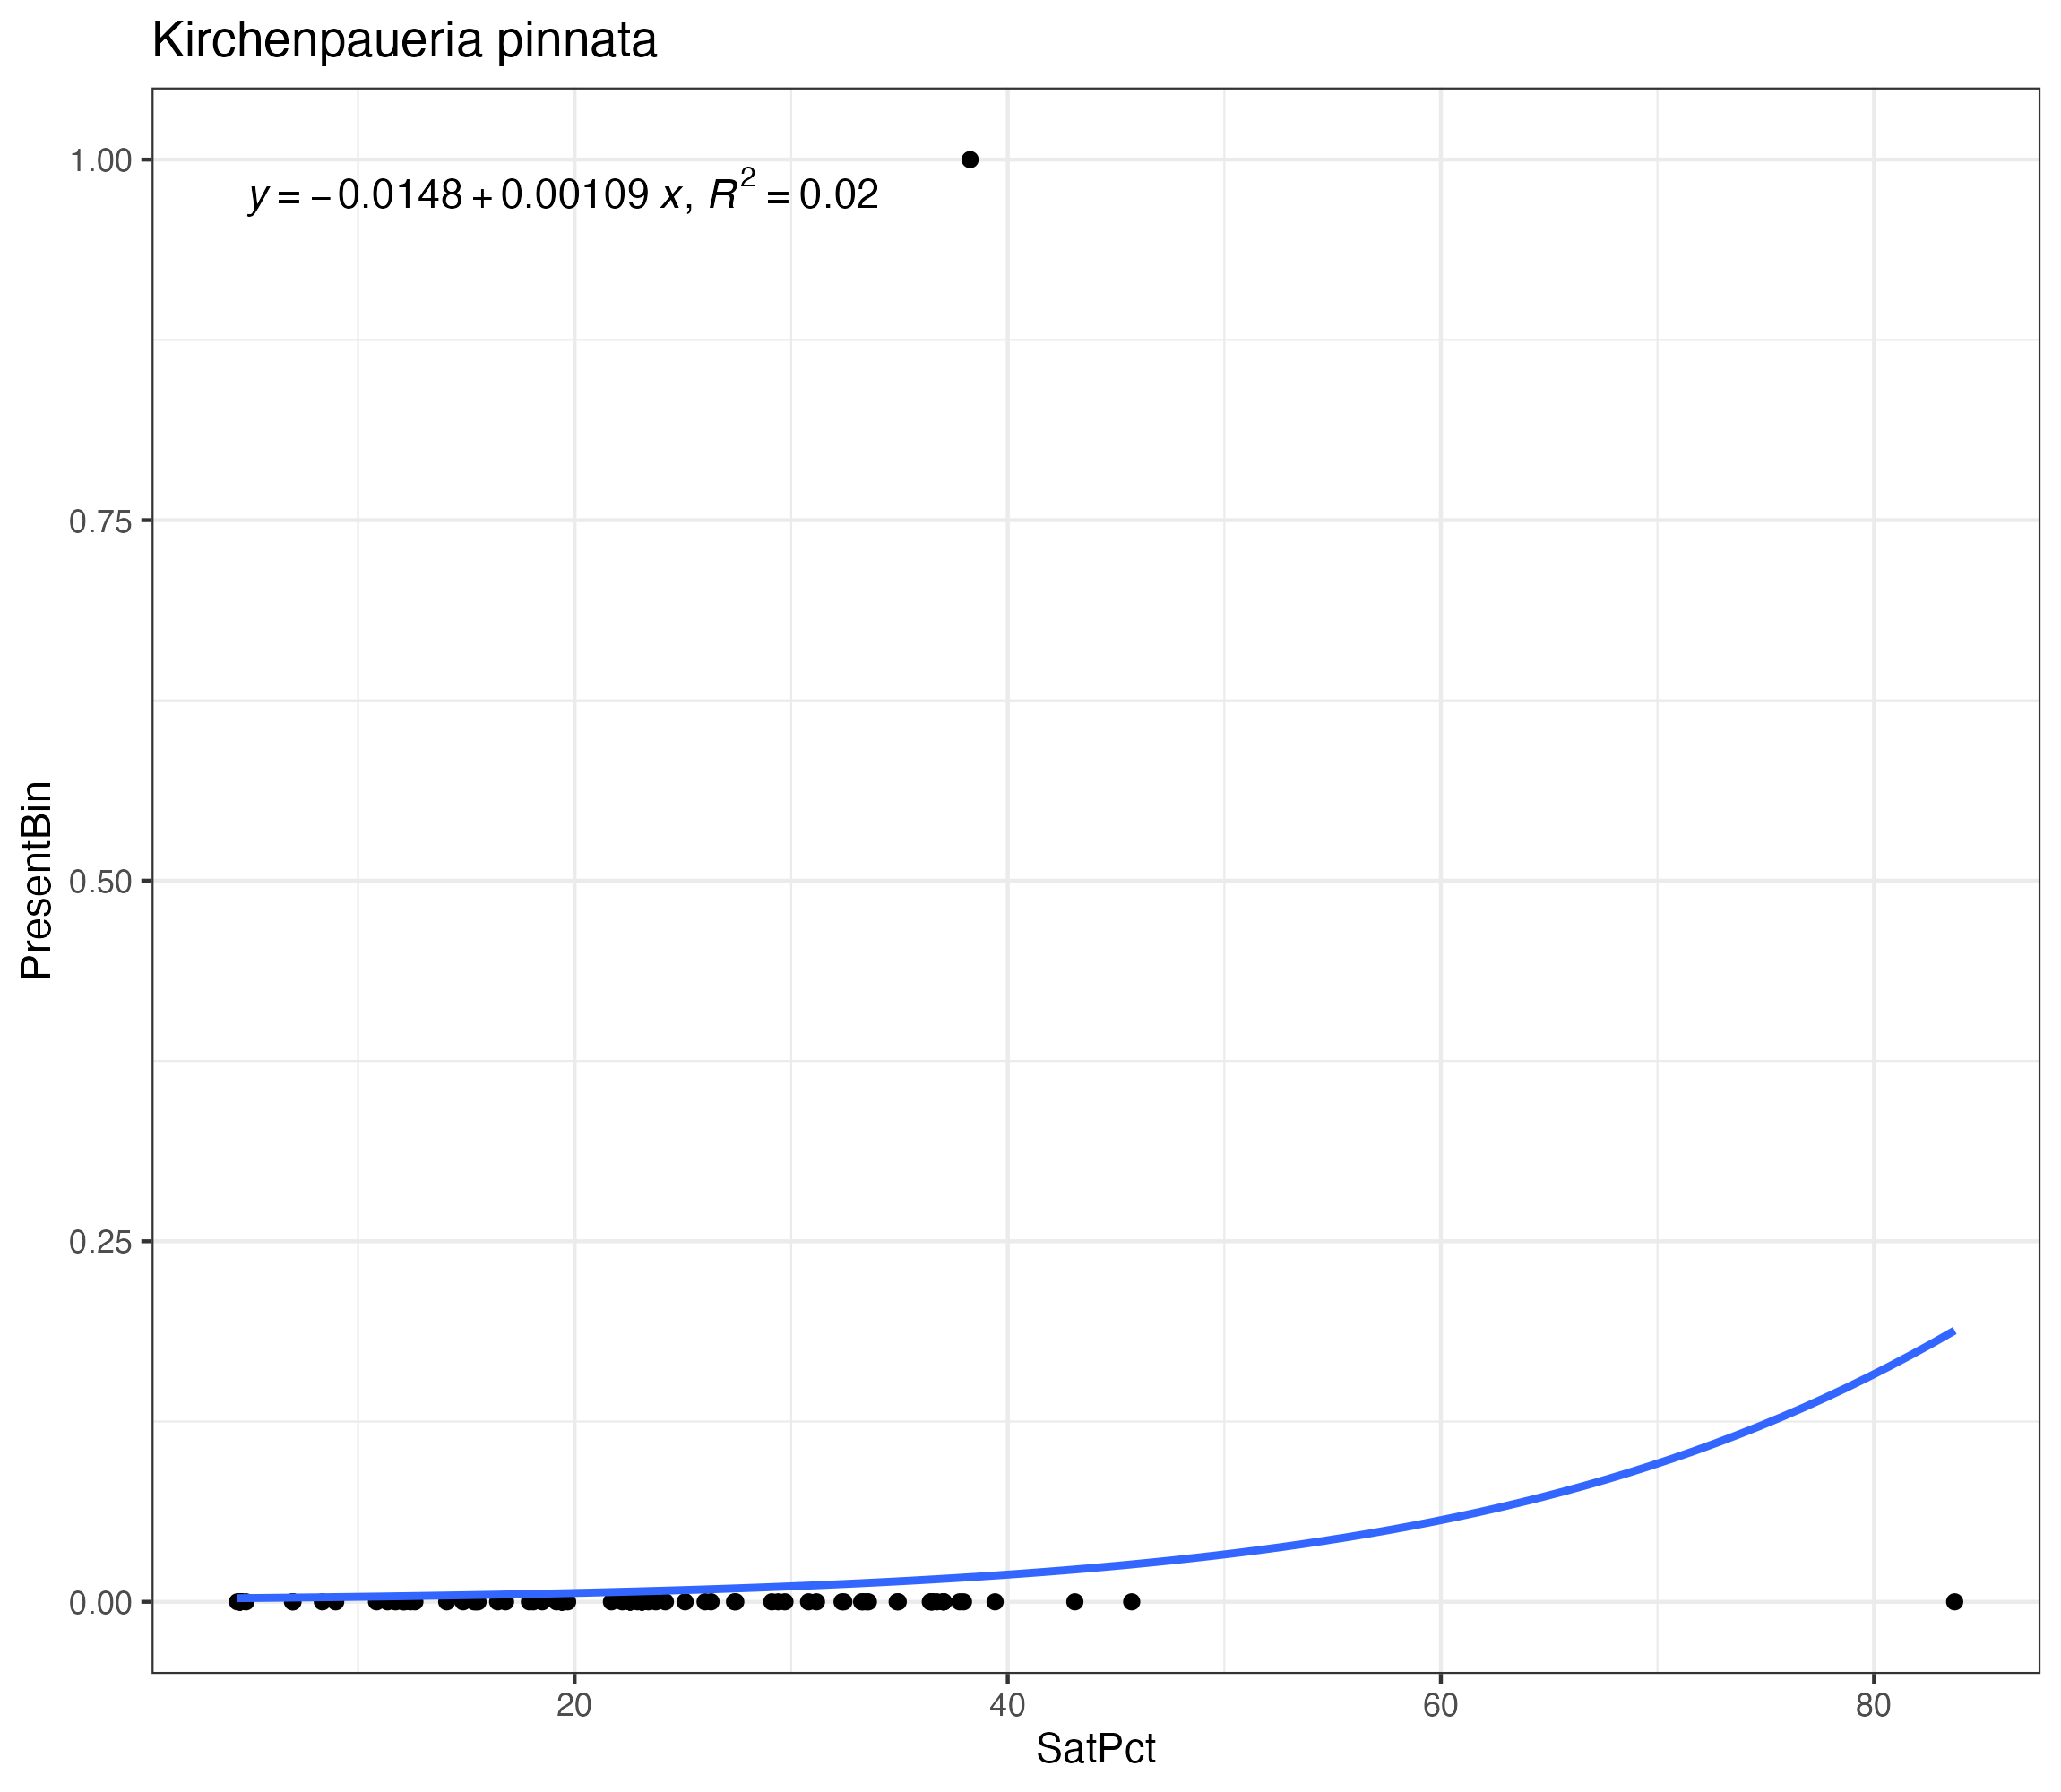 Kirchenpaueria pinnata
1.00
y = −0.0148 + 0.00109 x, R² = 0.02
0.75
PresentBin
0.50
0.25
0.00
20 40 60 80
SatPct